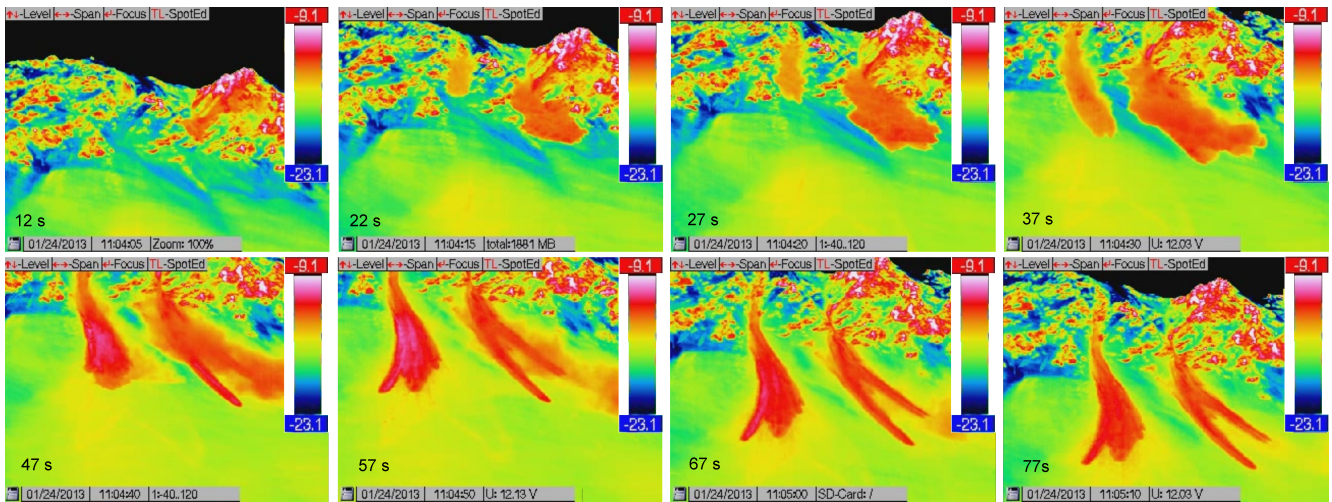 ↑↓-Level ←→-Span ↵-Focus TL-SpotEd -9.1
-23.1
12 s
01/24/2013 11:04:05 Zoom: 100%
↑↓-Level ←→-Span ↵-Focus TL-SpotEd -9.1
-23.1
22 s
01/24/2013 11:04:15 total:1881 MB
↑↓-Level ←→-Span ↵-Focus TL-SpotEd -9.1
-23.1
27 s
01/24/2013 11:04:20 1:-40..120
↑↓-Level ←→-Span ↵-Focus TL-SpotEd -9.1
-23.1
37 s
01/24/2013 11:04:30 U: 12.03 V
↑↓-Level ←→-Span ↵-Focus TL-SpotEd -9.1
-23.1
47 s
01/24/2013 11:04:40 1:-40..120
↑↓-Level ←→-Span ↵-Focus TL-SpotEd -9.1
-23.1
57 s
01/24/2013 11:04:50 U: 12.13 V
↑↓-Level ←→-Span ↵-Focus TL-SpotEd -9.1
-23.1
67 s
01/24/2013 11:05:00 SD-Card: /
↑↓-Level ←→-Span ↵-Focus TL-SpotEd -9.1
-23.1
77s
01/24/2013 11:05:10 U: 12.03 V